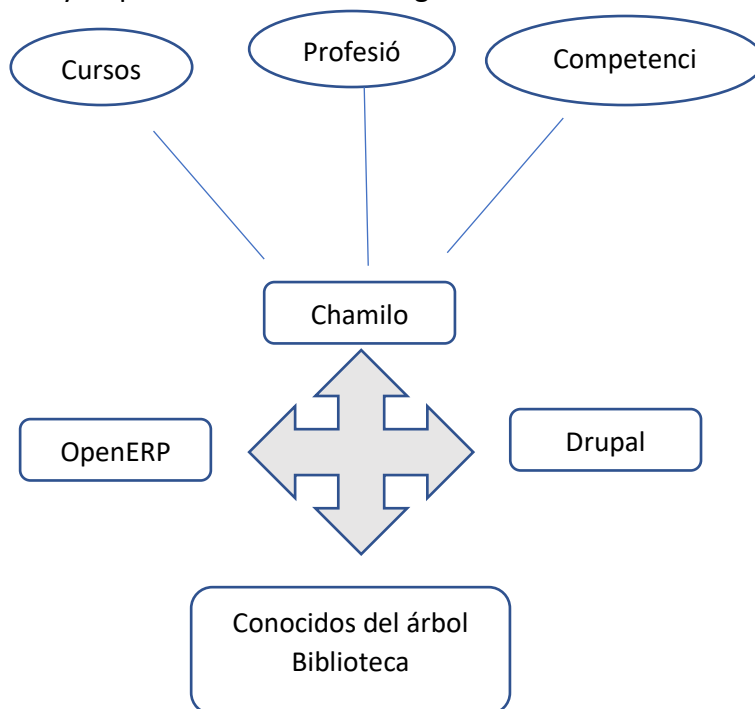 Cursos
Profesió
Competenci
Chamilo
OpenERP
Drupal
Conocidos del árbol
Biblioteca